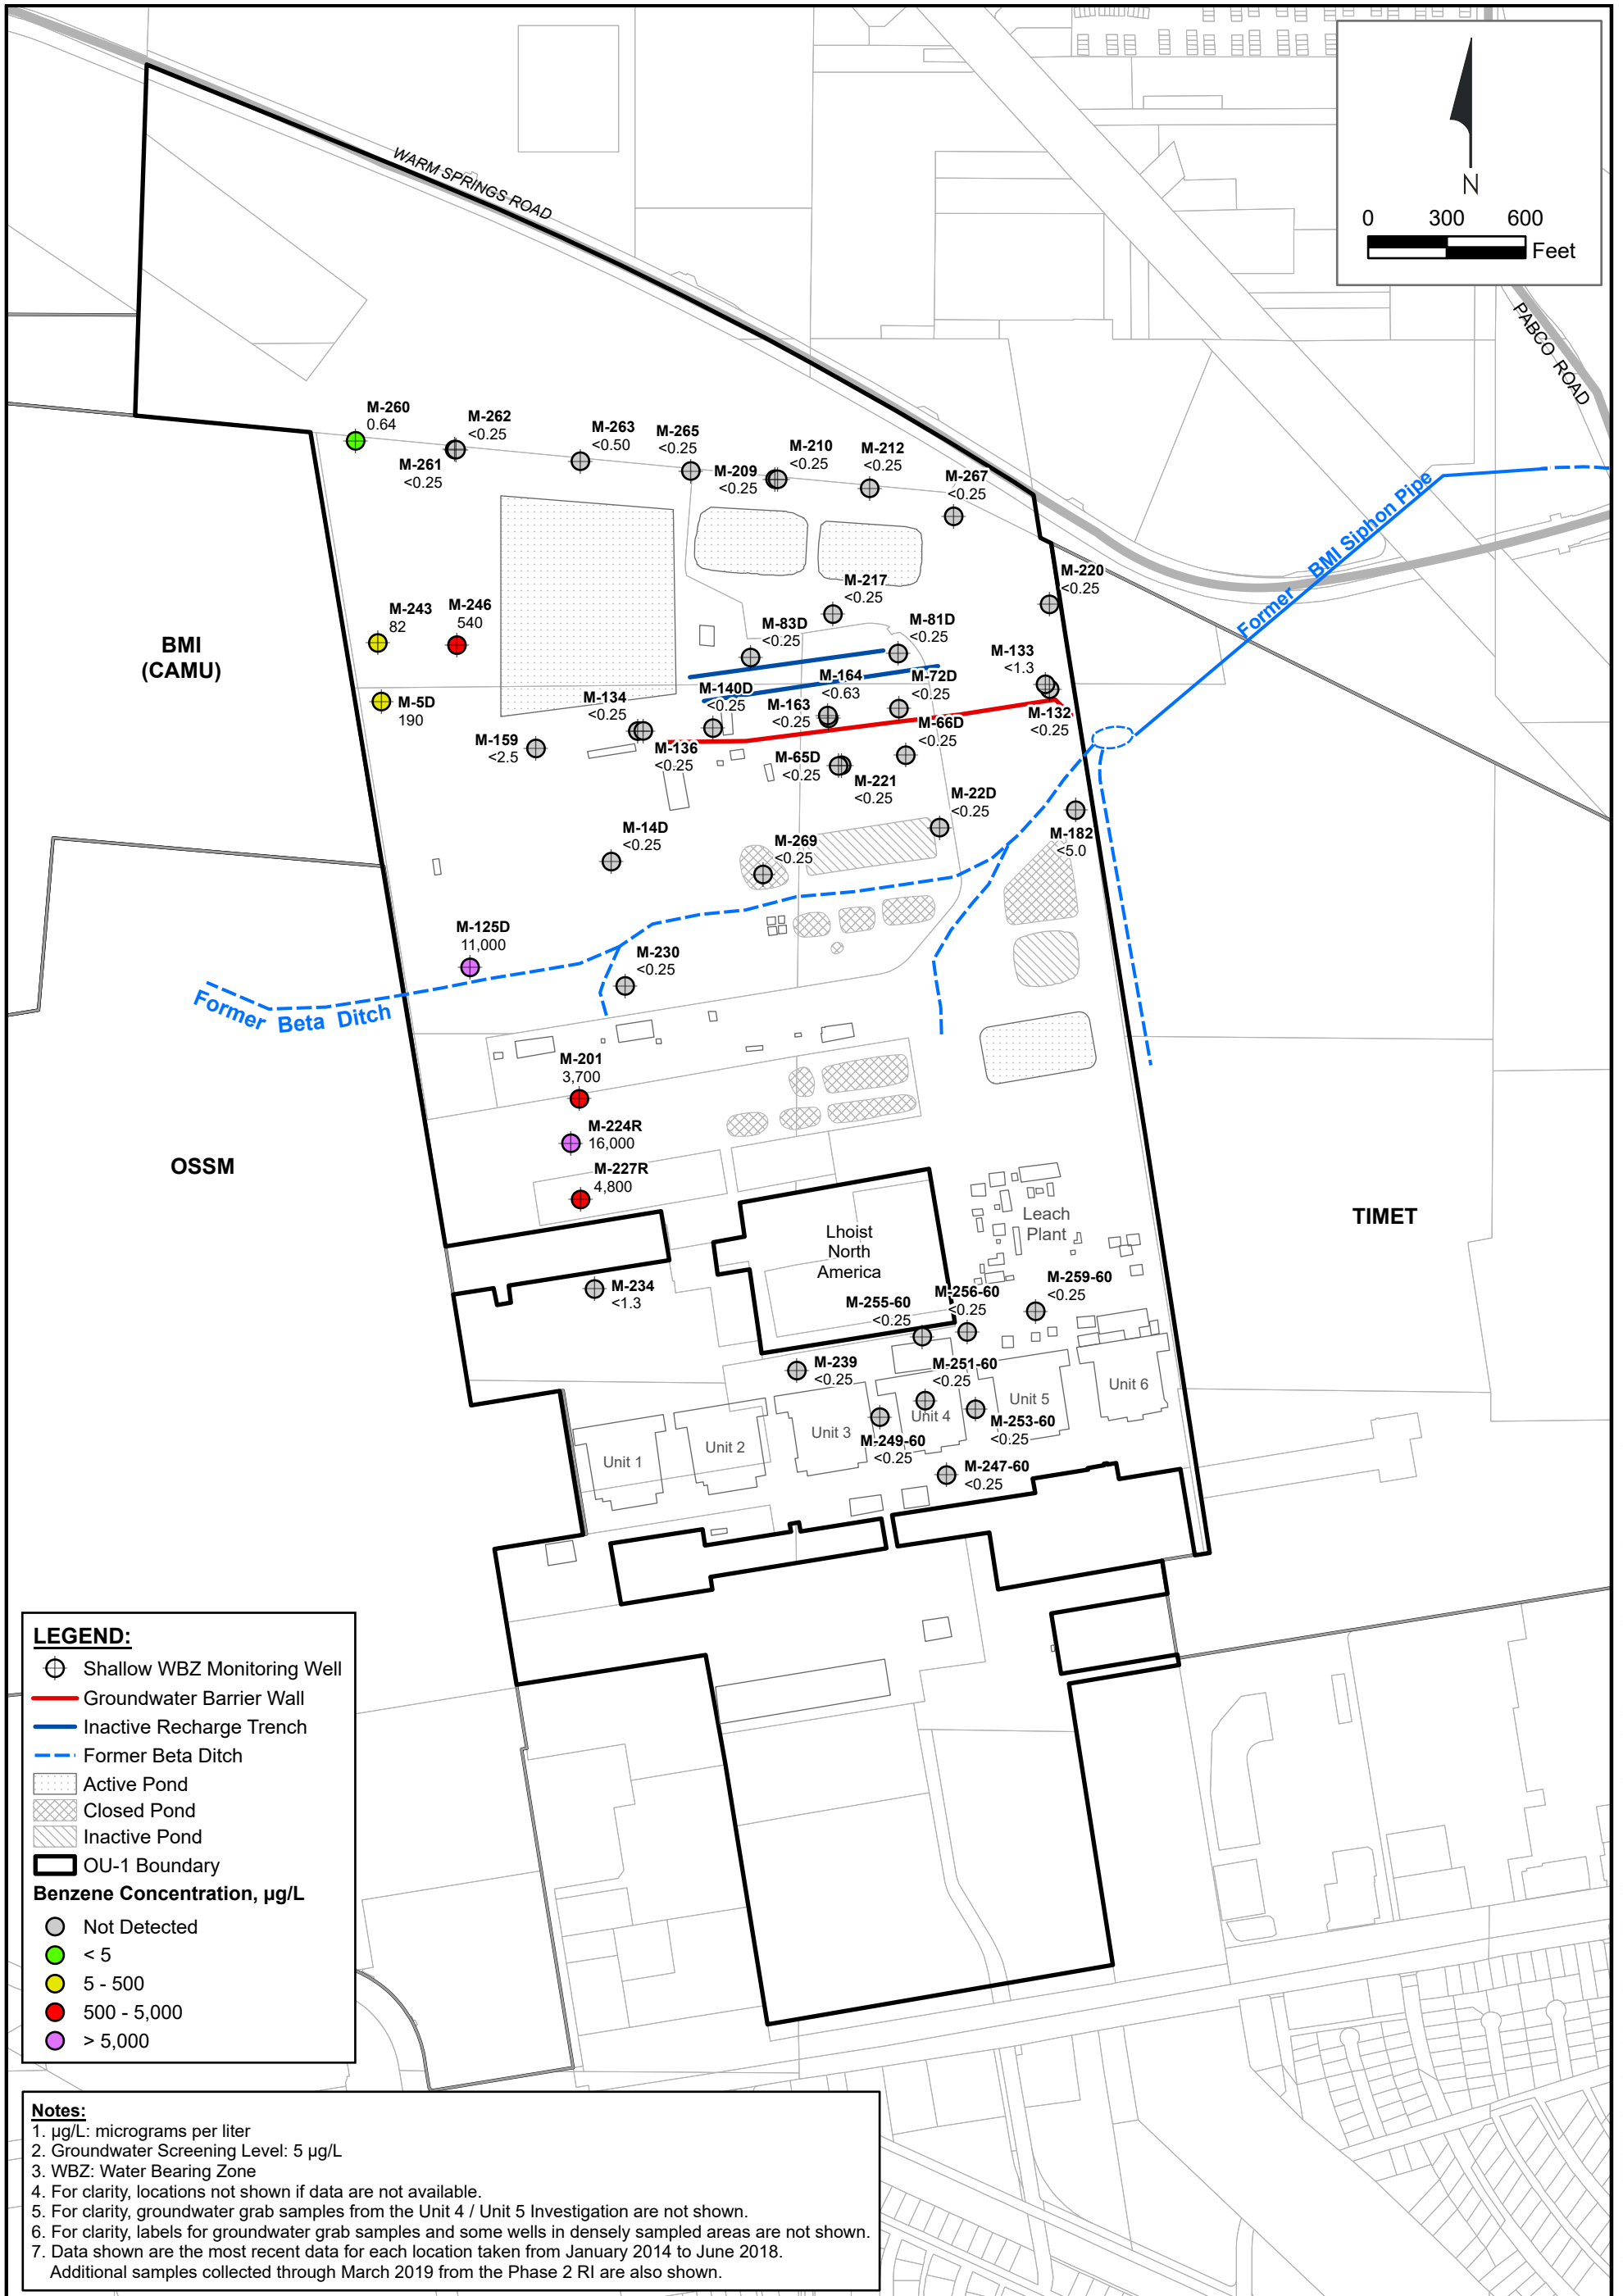 WARM SPRINGS ROAD
N
0 300 600
Feet
PABCO ROAD
M-260
0.64
M-262
<0.25
M-261
<0.25
M-263
<0.50
M-265
<0.25
M-209
<0.25
M-210
<0.25
M-212
<0.25
M-267
<0.25
Former BMI Siphon Pipe
M-220
<0.25
M-217
<0.25
M-243
82
M-246
540
M-83D
<0.25
M-81D
<0.25
BMI
(CAMU)
M-133
<1.3
M-5D
190
M-134
<0.25
M-140D
<0.25
M-164
<0.63
M-163
<0.25
M-72D
<0.25
M-132
<0.25
M-159
<2.5
M-136
<0.25
M-66D
<0.25
M-65D
<0.25
M-221
<0.25
M-22D
<0.25
M-182
<5.0
M-14D
<0.25
M-269
<0.25
M-125D
11,000
M-230
<0.25
Former Beta Ditch
M-201
3,700
M-224R
16,000
OSSM
M-227R
4,800
TIMET
Leach
Plant
Lhoist
North
America
M-234
<1.3
M-255-60
<0.25
M-256-60
<0.25
M-259-60
<0.25
M-239
<0.25
M-251-60
<0.25
M-253-60
<0.25
M-249-60
<0.25
M-247-60
<0.25
Unit 1
Unit 2
Unit 3
Unit 4
Unit 5
Unit 6
LEGEND:
Shallow WBZ Monitoring Well
Groundwater Barrier Wall
Inactive Recharge Trench
Former Beta Ditch
Active Pond
Closed Pond
Inactive Pond
OU-1 Boundary
Benzene Concentration, µg/L
Not Detected
< 5
5 - 500
500 - 5,000
> 5,000
Notes:
1. µg/L: micrograms per liter
2. Groundwater Screening Level: 5 µg/L
3. WBZ: Water Bearing Zone
4. For clarity, locations not shown if data are not available.
5. For clarity, groundwater grab samples from the Unit 4 / Unit 5 Investigation are not shown.
6. For clarity, labels for groundwater grab samples and some wells in densely sampled areas are not shown.
7. Data shown are the most recent data for each location taken from January 2014 to June 2018.
Additional samples collected through March 2019 from the Phase 2 RI are also shown.